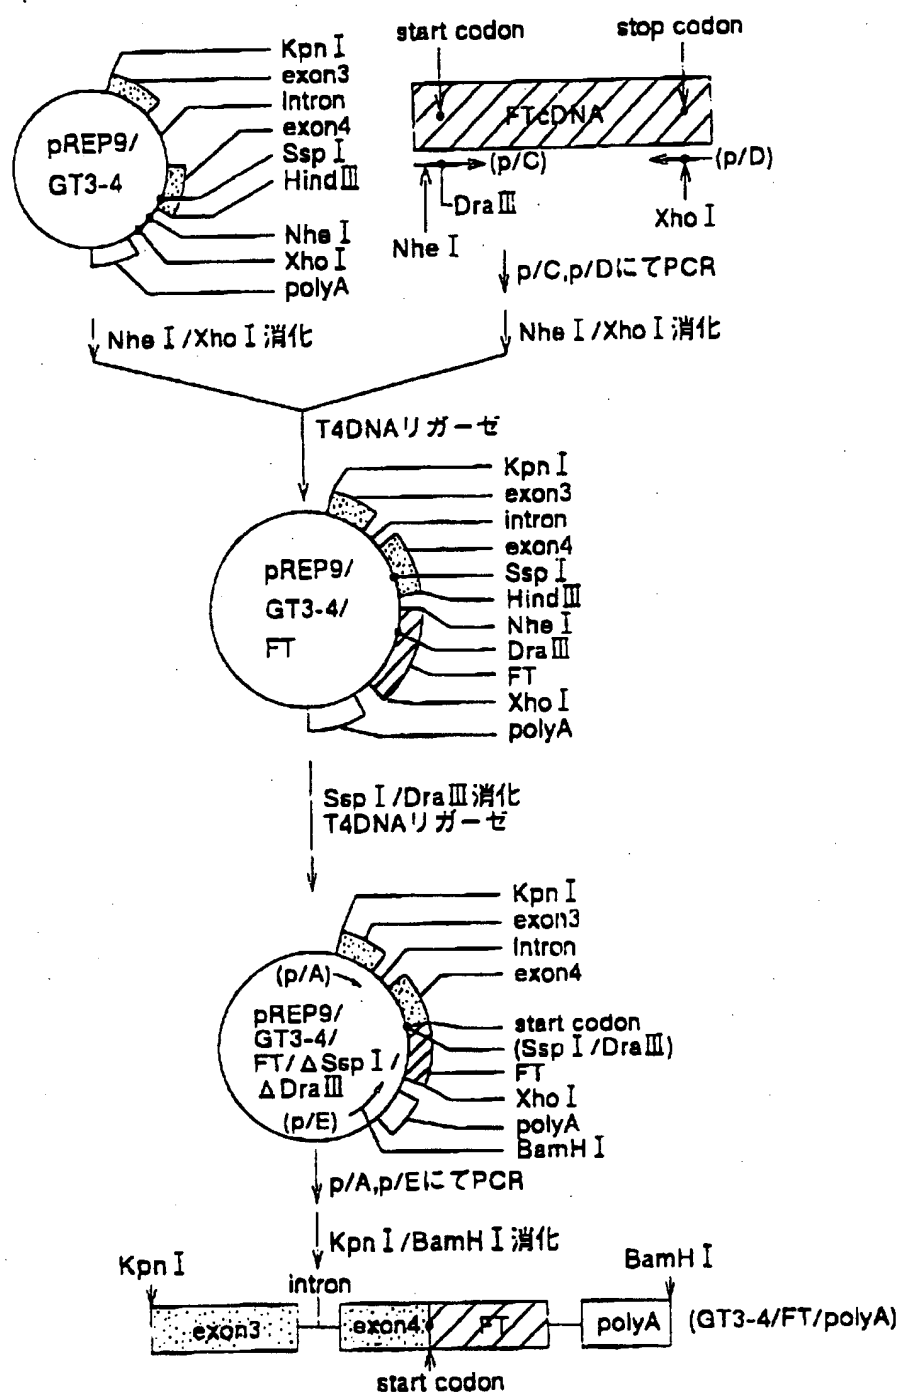 Kpn I
exon3
intron
exon4
Ssp I
Hind III
Nhe I
Xho I
polyA
pREP9/
GT3-4
start codon
stop codon
FTcDNA
(p/C)
(p/D)
Dra III
Nhe I
Xho I
p/C,p/DにてPCR
Nhe I/Xho I 消化
Nhe I/Xho I 消化
T4DNAリガーゼ
Kpn I
exon3
intron
exon4
Ssp I
Hind III
Nhe I
Dra III
FT
Xho I
polyA
pREP9/
GT3-4/
FT
Ssp I/Dra III消化
T4DNAリガーゼ
Kpn I
exon3
intron
exon4
start codon
(Ssp I/Dra III)
FT
Xho I
polyA
BamH I
(p/A)
pREP9/
GT3-4/
FT/ΔSsp I/
ΔDra III
(p/E)
p/A,p/EにてPCR
Kpn I/BamH I 消化
Kpn I
intron
BamH I
exon3
exon4
FT
polyA
(GT3-4/FT/polyA)
start codon